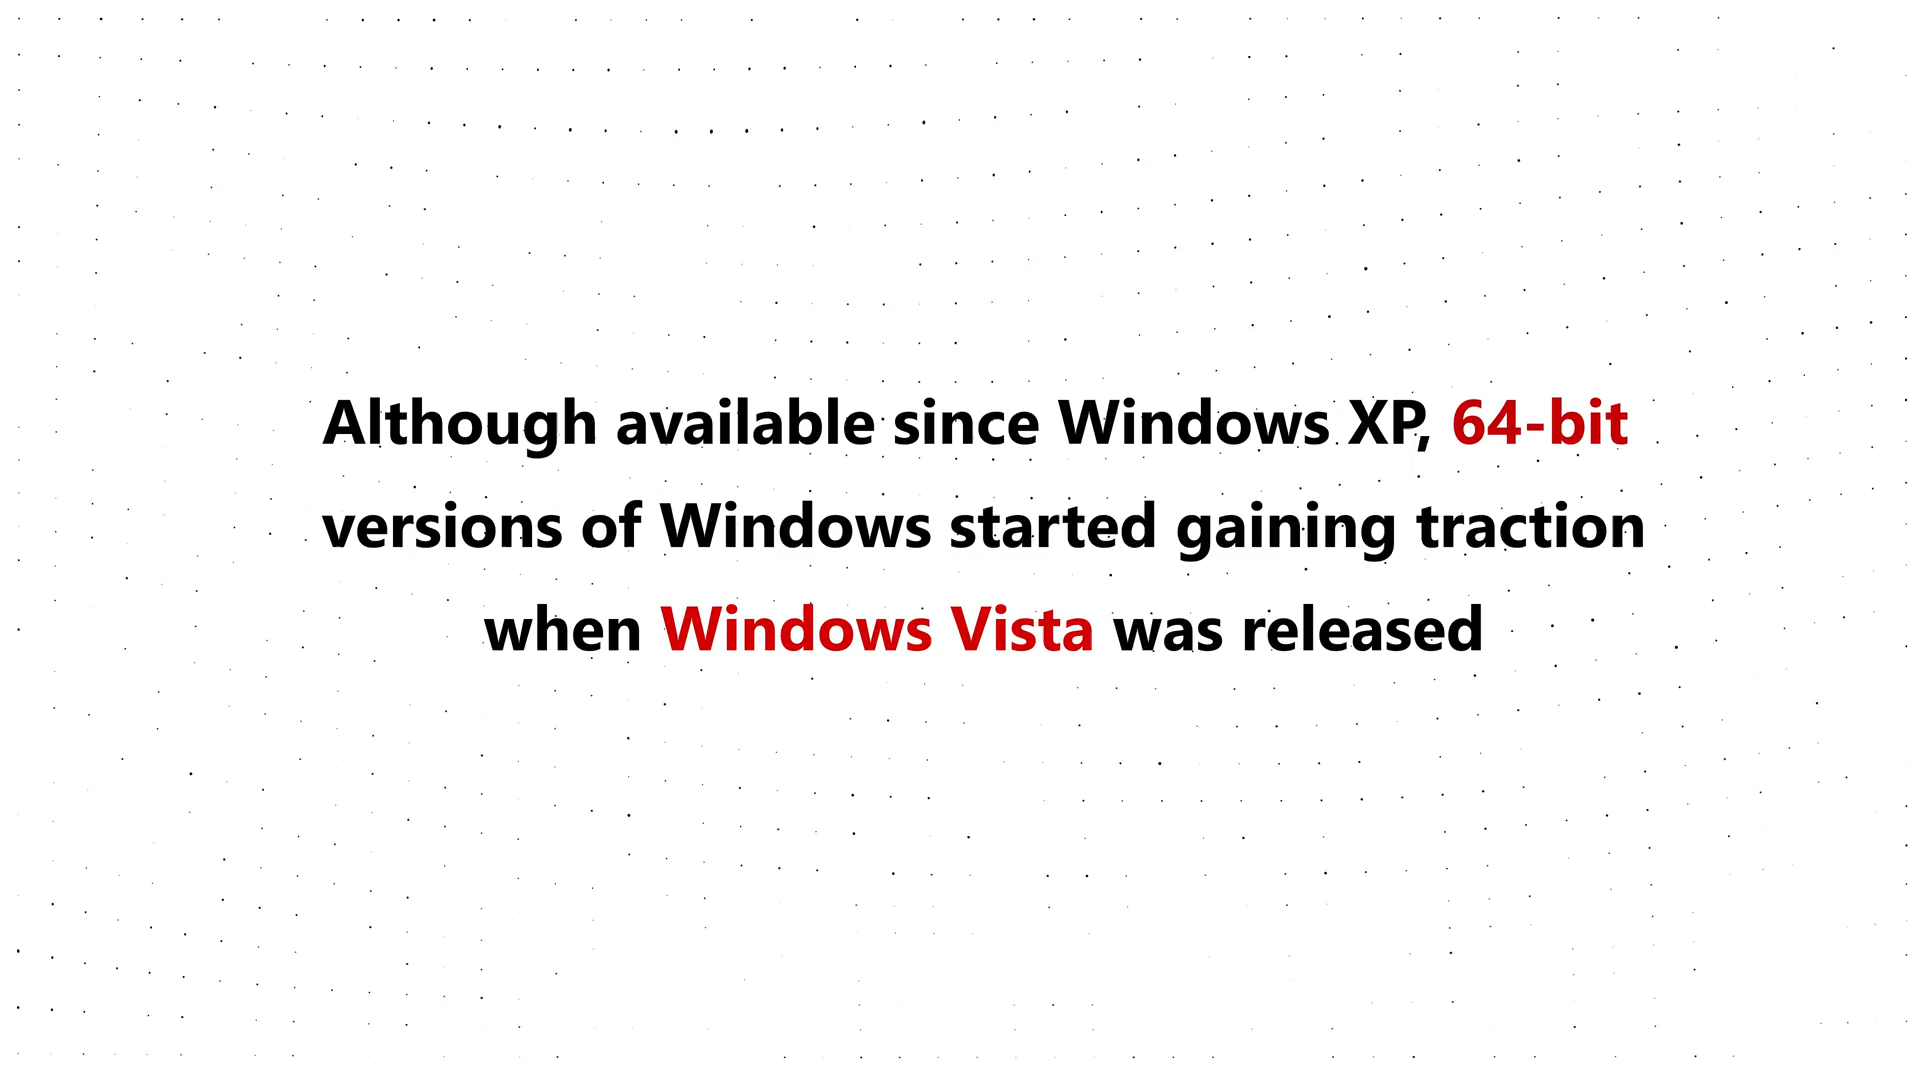 Although available since Windows XP, 64-bit
versions of Windows started gaining traction
when Windows Vista was released